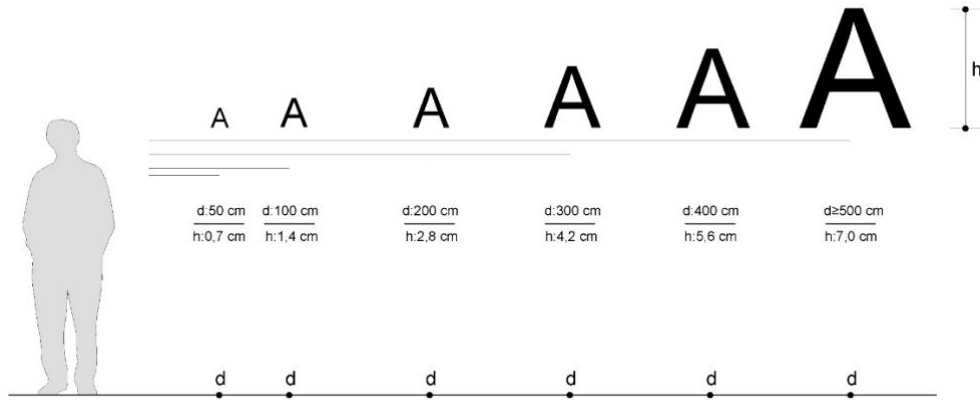 A A A A A A
h
d:50 cm d:100 cm d:200 cm d:300 cm d:400 cm d≥500 cm
h:0,7 cm h:1,4 cm h:2,8 cm h:4,2 cm h:5,6 cm h:7,0 cm
d d d d d d